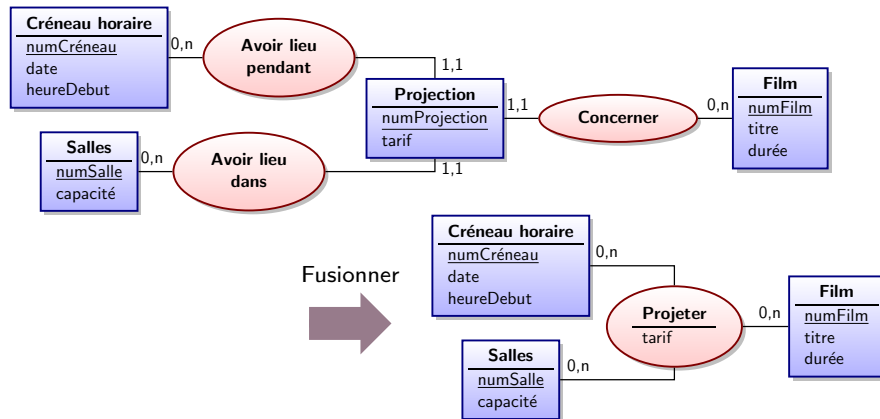 Créneau horaire
numCréneau
date
heureDebut
0,n
Avoir lieu
pendant
1,1
Projection
numProjection
tarif
1,1
Concerner
0,n
Film
numFilm
titre
durée
Salles
numSalle
capacité
0,n
Avoir lieu
dans
1,1
Fusionner
Créneau horaire
numCréneau
date
heureDebut
0,n
Projeter
tarif
0,n
Film
numFilm
titre
durée
Salles
numSalle
capacité
0,n